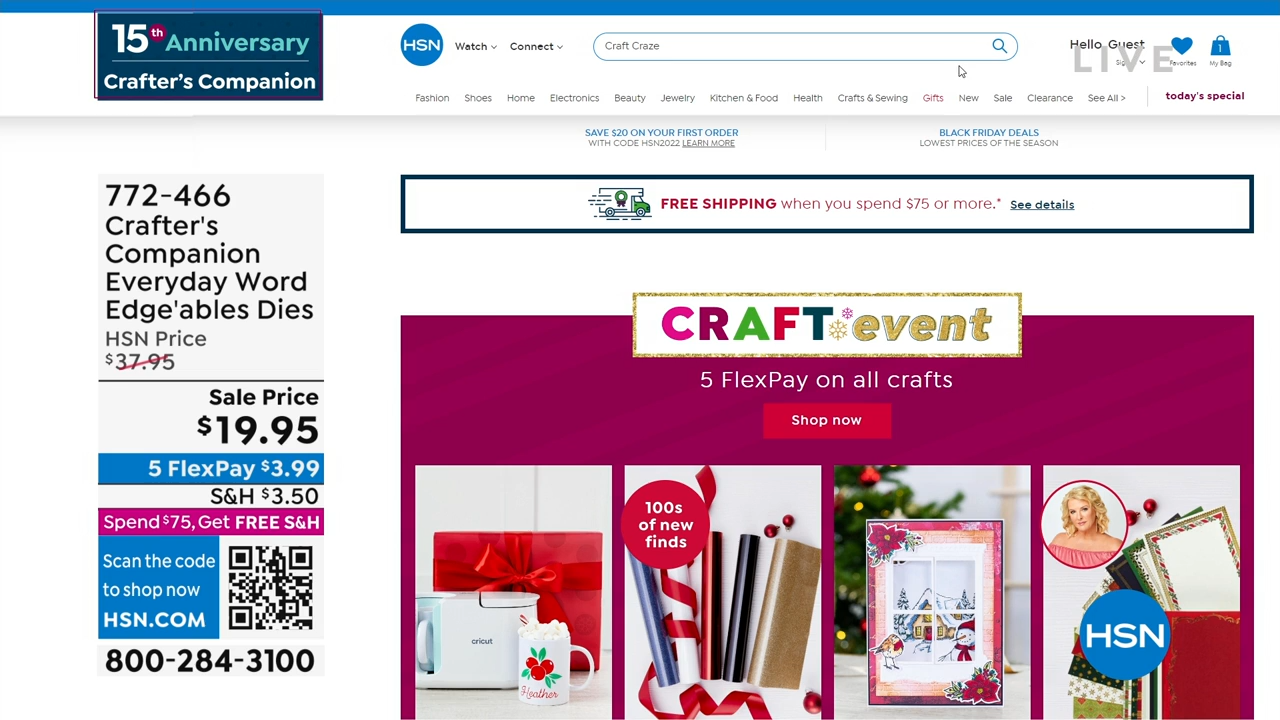 15th Anniversary
Crafter's Companion
HSN
Watch
Connect
Craft Craze
Hello, Guest
LIVE
Favorites
1
My Bag
Fashion
Shoes
Home
Electronics
Beauty
Jewelry
Kitchen & Food
Health
Crafts & Sewing
Gifts
New
Sale
Clearance
See All >
today's special
SAVE $20 ON YOUR FIRST ORDER
WITH CODE HSN2022 LEARN MORE
BLACK FRIDAY DEALS
LOWEST PRICES OF THE SEASON
772-466
Crafter's
Companion
Everyday Word
Edge'ables Dies
HSN Price
$37.95
Sale Price
$19.95
5 FlexPay $3.99
S&H $3.50
Spend $75, Get FREE S&H
Scan the code
to shop now
HSN.COM
800-284-3100
FREE SHIPPING when you spend $75 or more.* See details
CRAFT event
5 FlexPay on all crafts
Shop now
cricut
Heather
100s
of new
finds
HSN